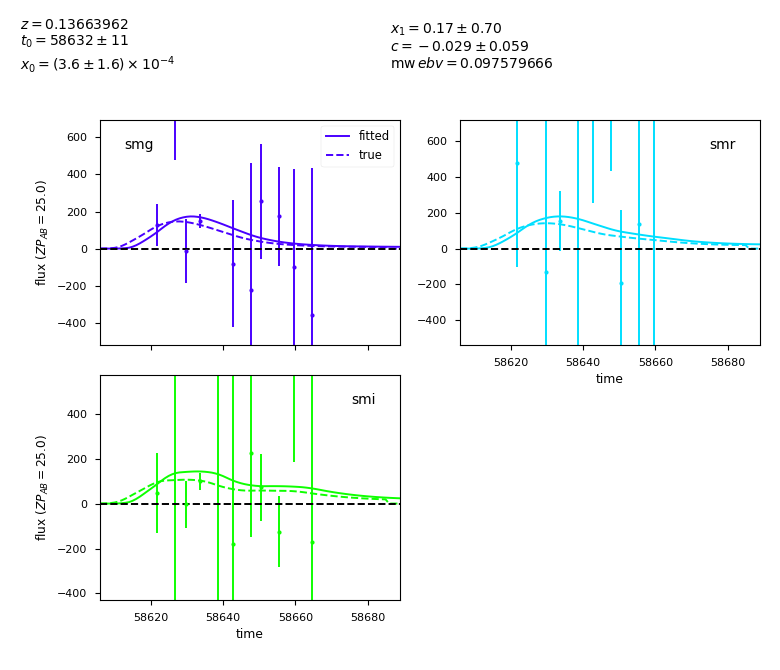 z = 0.13663962
t₀ = 58632 ± 11
x₀ = (3.6 ± 1.6) × 10⁻⁴
x₁ = 0.17 ± 0.70
c = −0.029 ± 0.059
mw ebv = 0.097579666
smg
fitted
true
600
400
200
0
−200
−400
flux (ZP_AB = 25.0)
smr
600
400
200
0
−200
−400
58620
58640
58660
58680
time
smi
400
200
0
−200
−400
flux (ZP_AB = 25.0)
58620
58640
58660
58680
time